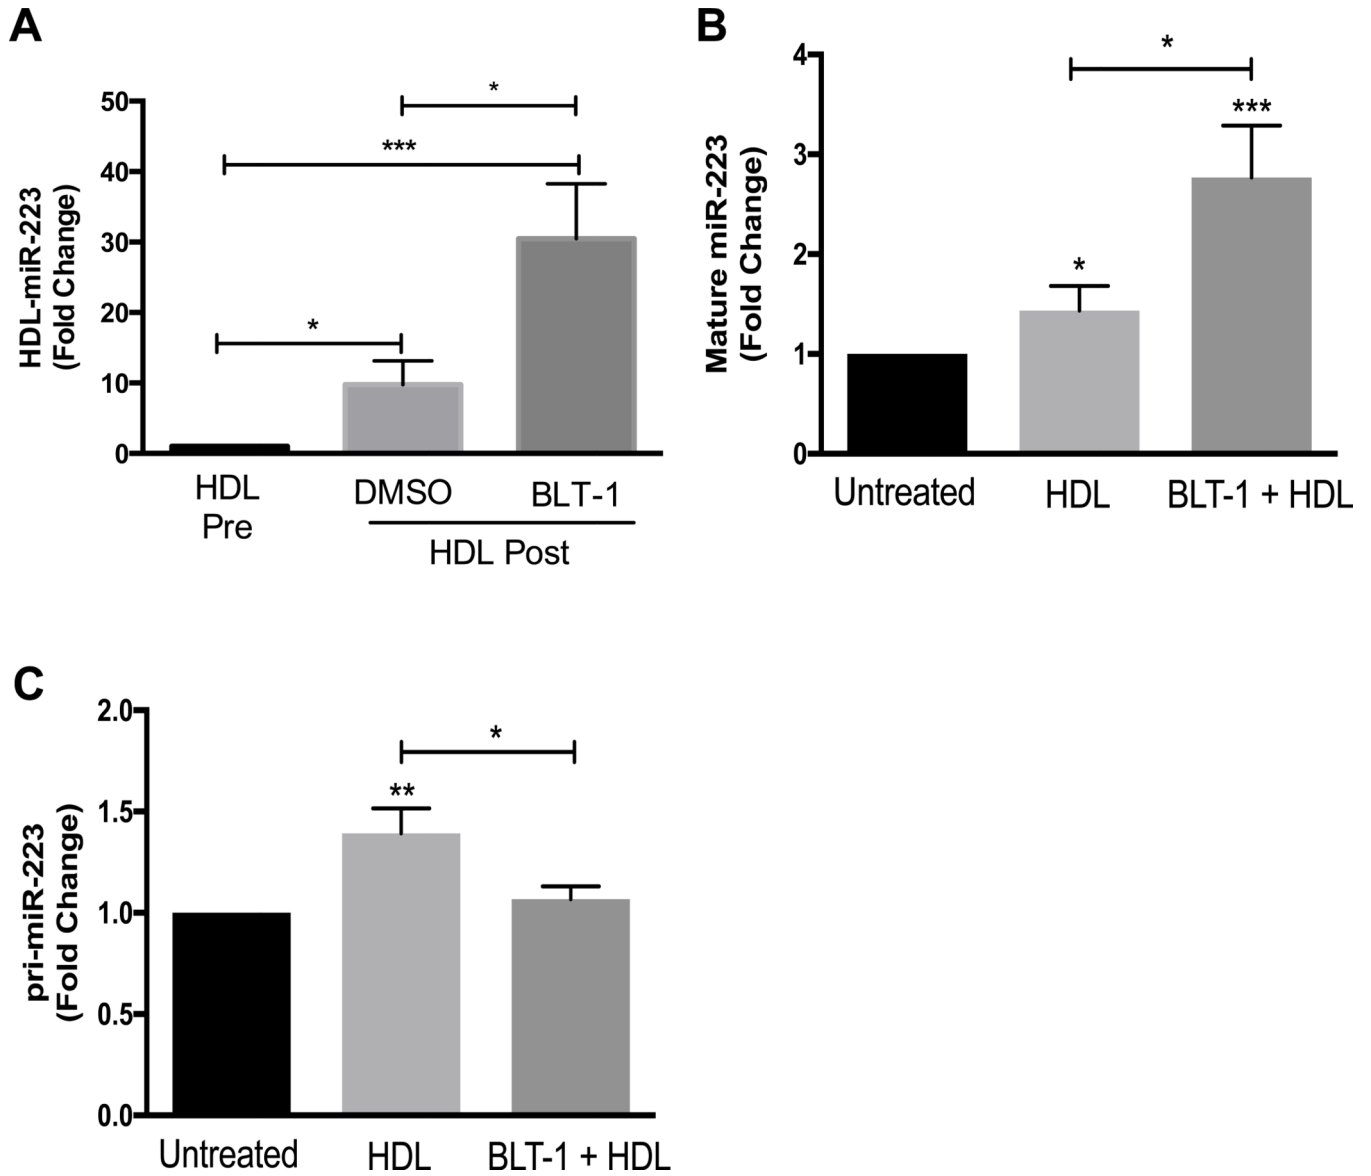 A
HDL-miR-223
(Fold Change)
50
40
30
20
10
0
*
***
*
HDL
Pre
DMSO
BLT-1
HDL Post
B
Mature miR-223
(Fold Change)
4
3
2
1
0
*
***
*
Untreated
HDL
BLT-1 + HDL
C
pri-miR-223
(Fold Change)
2.0
1.5
1.0
0.5
0.0
*
**
Untreated
HDL
BLT-1 + HDL